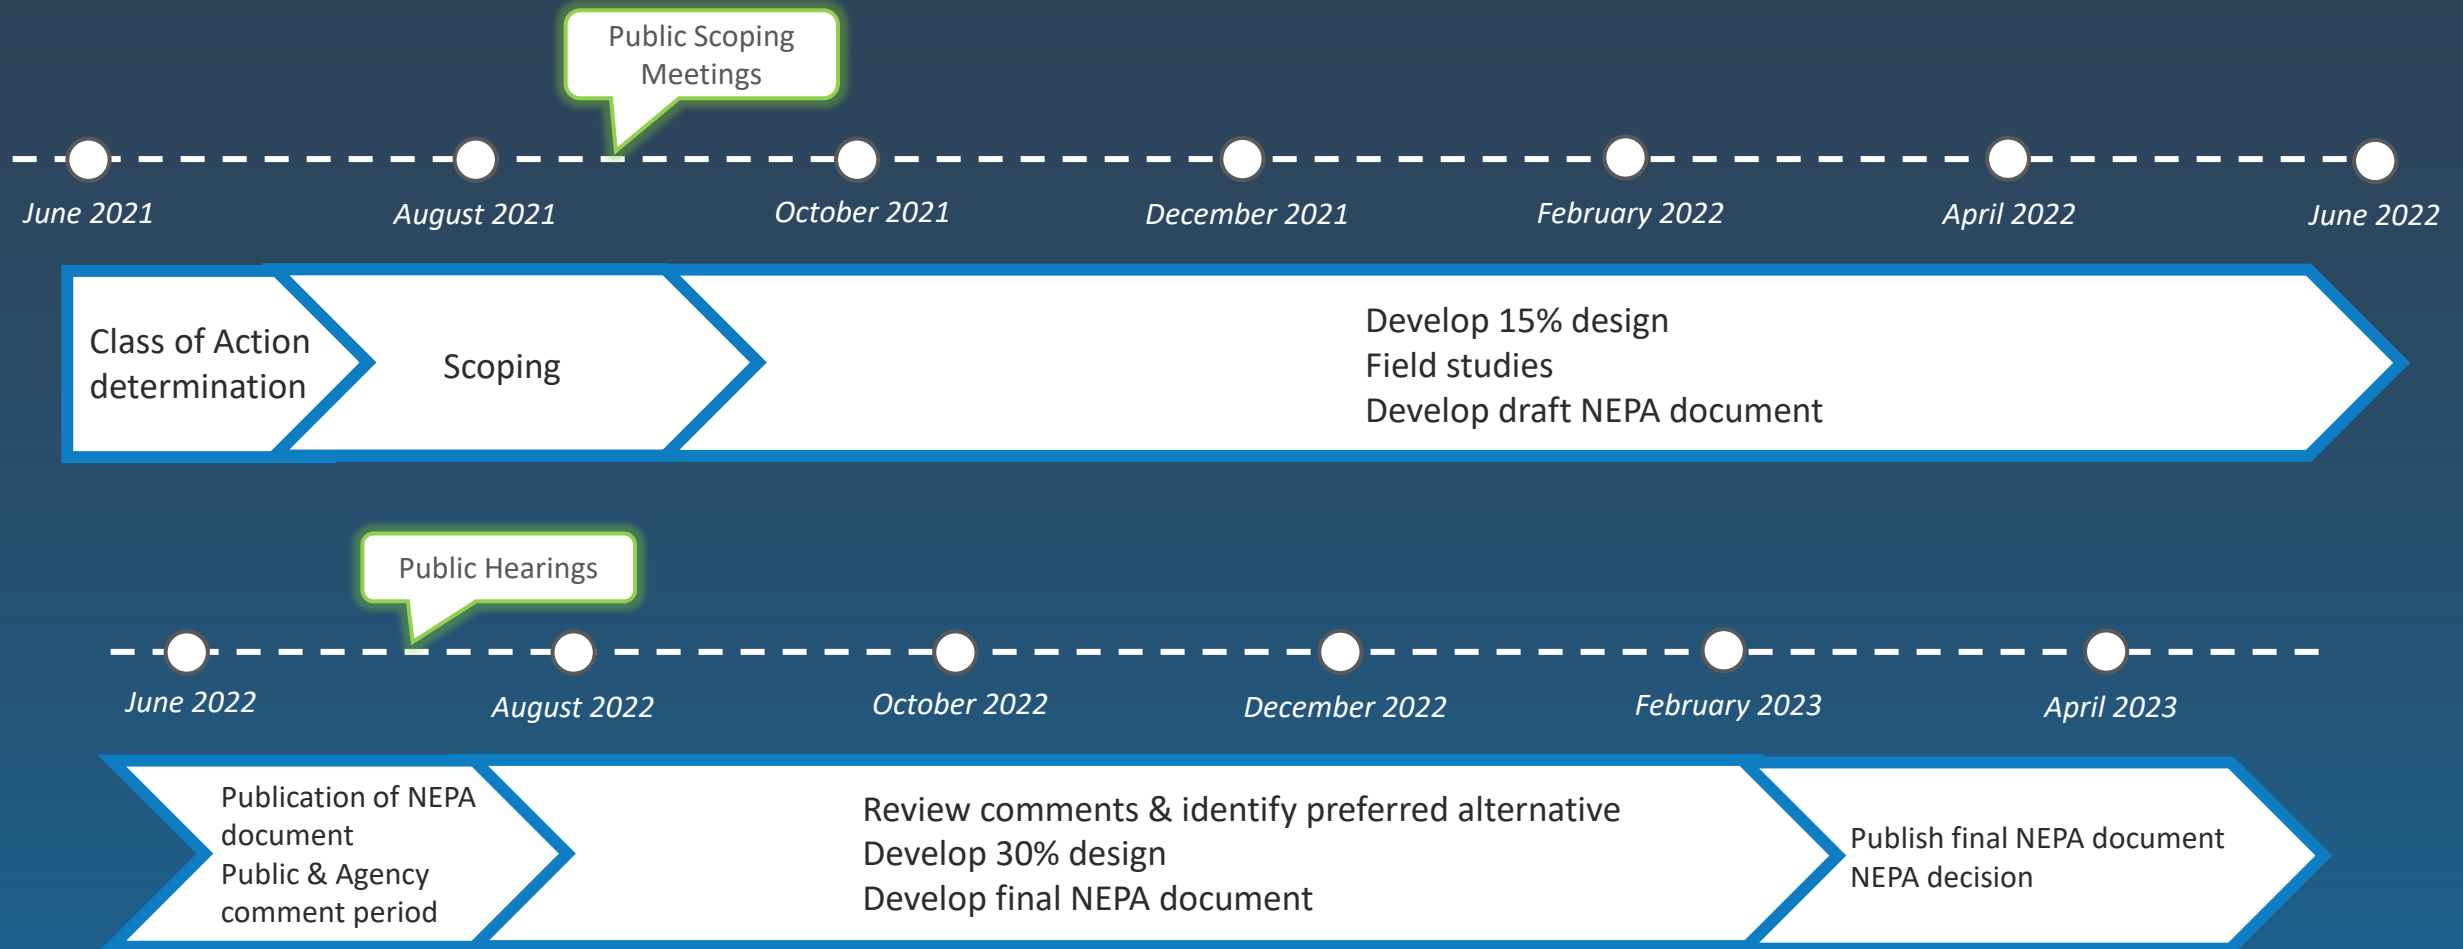 Public Scoping
Meetings
June 2021
August 2021
October 2021
December 2021
February 2022
April 2022
June 2022
Class of Action
determination
Scoping
Develop 15% design
Field studies
Develop draft NEPA document
Public Hearings
June 2022
August 2022
October 2022
December 2022
February 2023
April 2023
Publication of NEPA
document
Public & Agency
comment period
Review comments & identify preferred alternative
Develop 30% design
Develop final NEPA document
Publish final NEPA document
NEPA decision